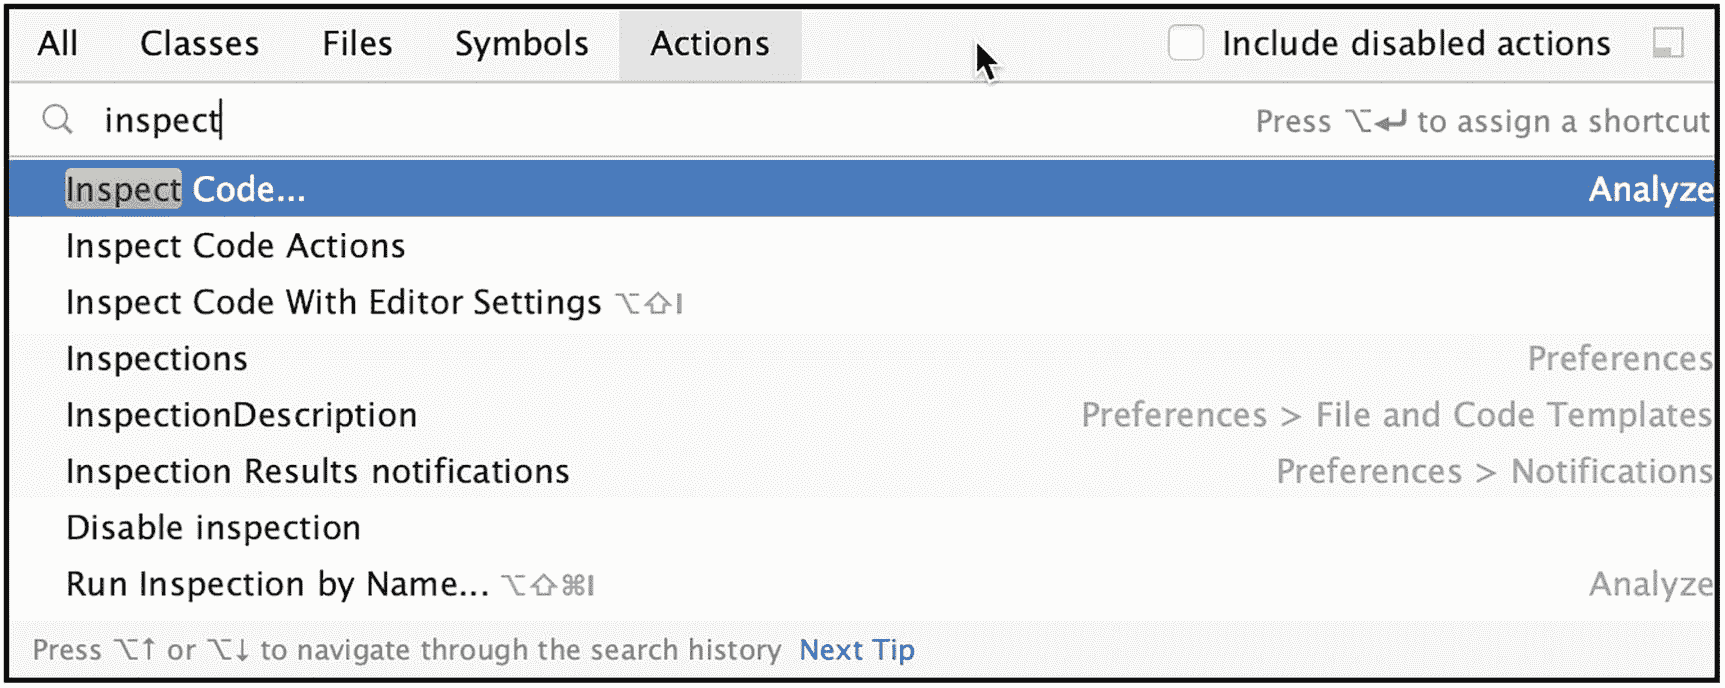 All Classes Files Symbols Actions Include disabled actions
inspect Press ⌥↵ to assign a shortcut
Inspect Code... Analyze
Inspect Code Actions
Inspect Code With Editor Settings ⌥⇧I
Inspections Preferences
InspectionDescription Preferences > File and Code Templates
Inspection Results notifications Preferences > Notifications
Disable inspection
Run Inspection by Name... ⌥⇧⌘I Analyze
Press ⌥↑ or ⌥↓ to navigate through the search history Next Tip